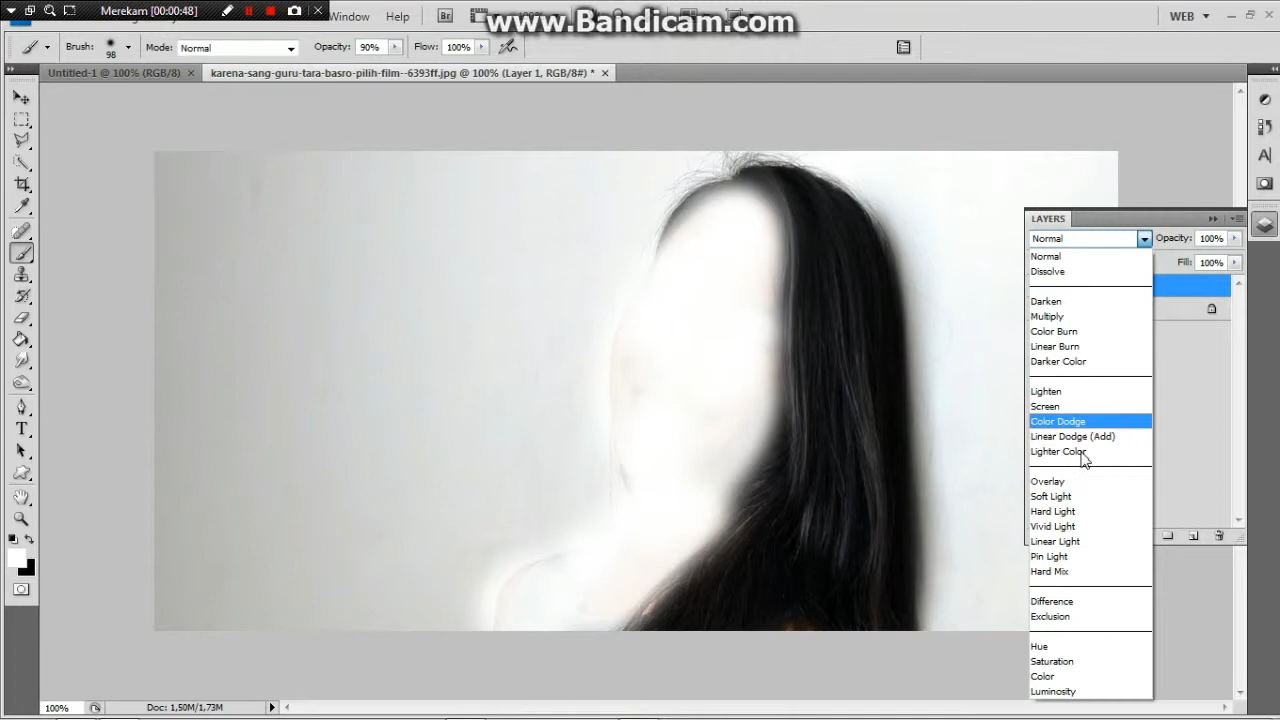 Merekam [00:00:48]
www.Bandicam.com
Window
Help
Br
WEB
Brush:
98
Mode:
Normal
Opacity:
90%
Flow:
100%
Untitled-1 @ 100% (RGB/8)
karena-sang-guru-tara-basro-pilih-film--6393ff.jpg @ 100% (Layer 1, RGB/8#) *
LAYERS
Normal
Opacity:
100%
Fill:
100%
Normal
Dissolve
Darken
Multiply
Color Burn
Linear Burn
Darker Color
Lighten
Screen
Color Dodge
Linear Dodge (Add)
Lighter Color
Overlay
Soft Light
Hard Light
Vivid Light
Linear Light
Pin Light
Hard Mix
Difference
Exclusion
Hue
Saturation
Color
Luminosity
100%
Doc: 1,50M/1,73M